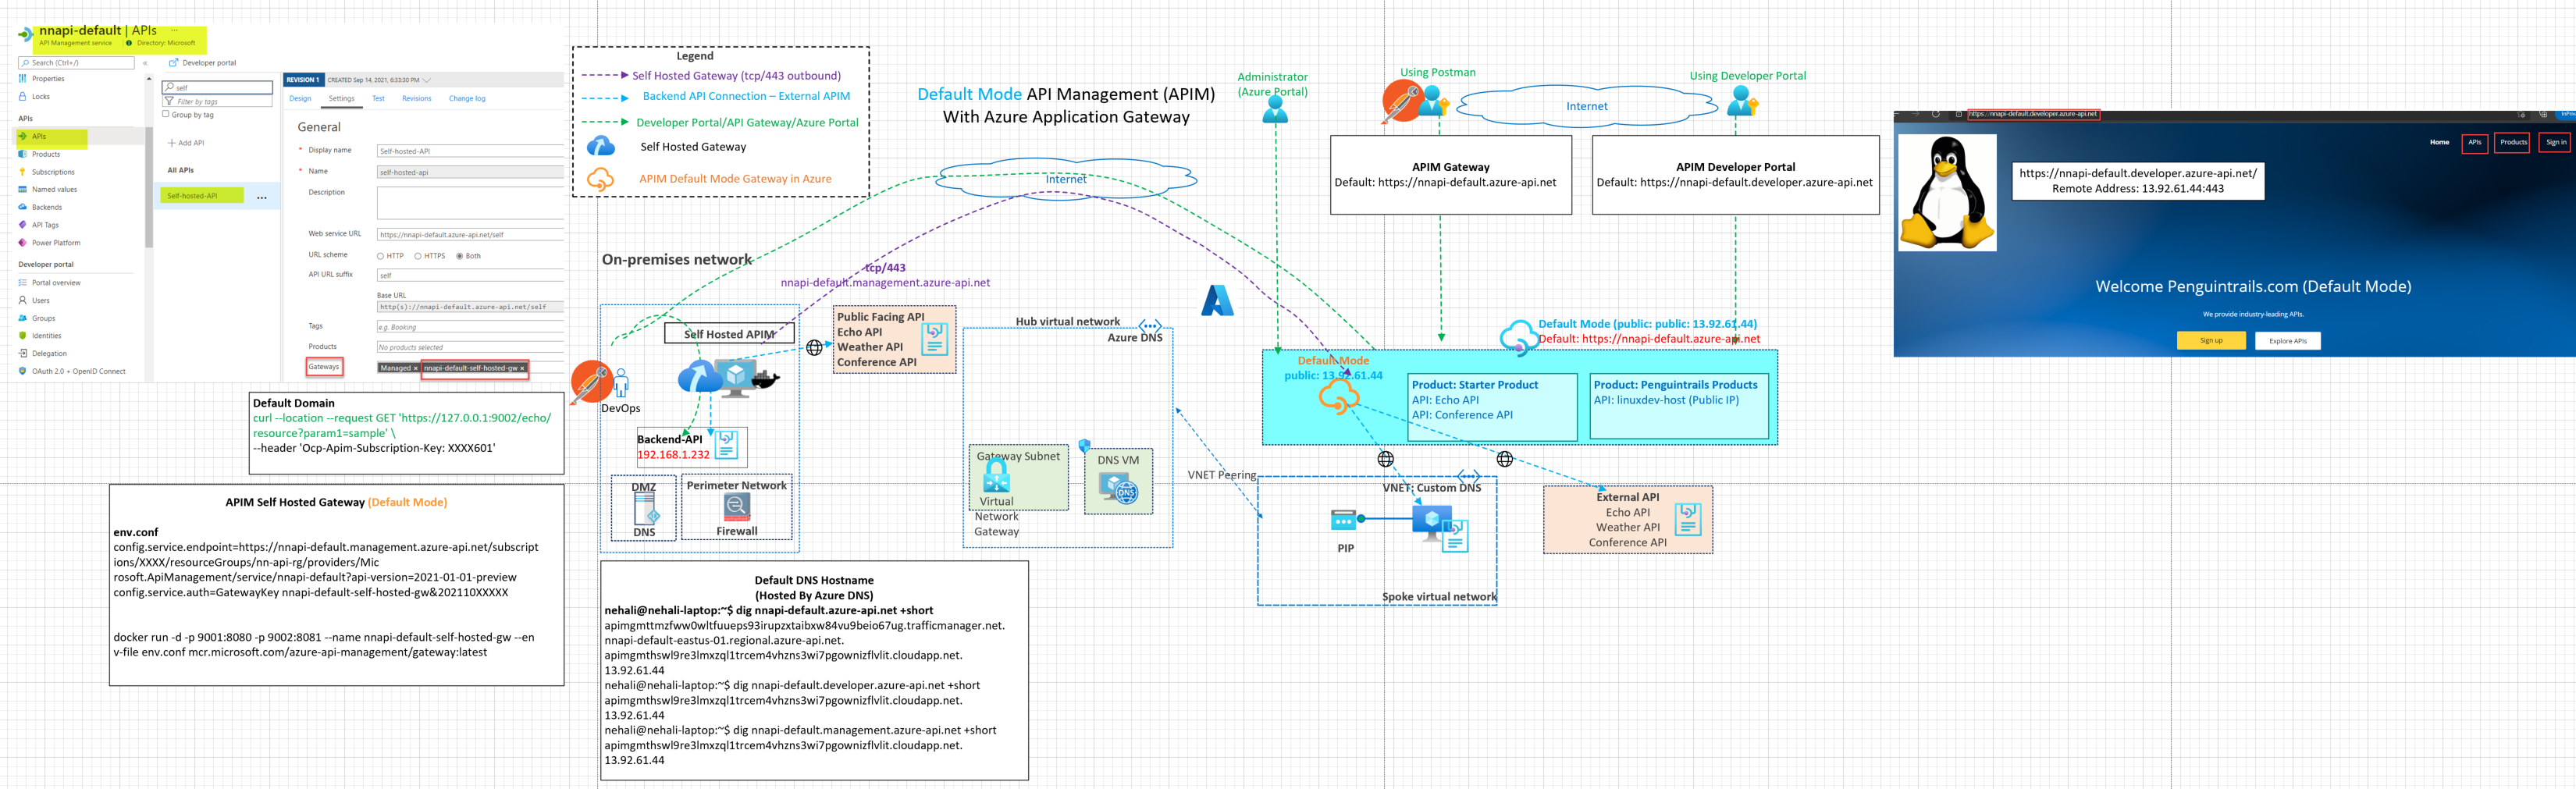 nnapi-default | APIs ...
API Management service Directory: Microsoft
Search (Ctrl+/)
«
Properties
Locks
APIs
APIs
Products
Subscriptions
Named values
Backends
API Tags
Power Platform
Developer portal
Portal overview
Users
Groups
Identities
Delegation
OAuth 2.0 + OpenID Connect
Developer portal
self
Filter by tags
Group by tag
+ Add API
All APIs
Self-hosted-API ...
REVISION 1 CREATED Sep 14, 2021, 6:33:30 PM
Design Settings Test Revisions Change log
General
* Display name Self-hosted-API
* Name self-hosted-api
Description
Web service URL https://nnapi-default.azure-api.net/self
URL scheme HTTP HTTPS Both
API URL suffix self
Base URL
http(s)://nnapi-default.azure-api.net/self
Tags e.g. Booking
Products No products selected
Gateways Managed × nnapi-default-self-hosted-gw ×
Default Domain
curl --location --request GET 'https://127.0.0.1:9002/echo/
resource?param1=sample' \
--header 'Ocp-Apim-Subscription-Key: XXXX601'
APIM Self Hosted Gateway (Default Mode)
env.conf
config.service.endpoint=https://nnapi-default.management.azure-api.net/subscript
ions/XXXX/resourceGroups/nn-api-rg/providers/Mic
rosoft.ApiManagement/service/nnapi-default?api-version=2021-01-01-preview
config.service.auth=GatewayKey nnapi-default-self-hosted-gw&202110XXXXX
docker run -d -p 9001:8080 -p 9002:8081 --name nnapi-default-self-hosted-gw --en
v-file env.conf mcr.microsoft.com/azure-api-management/gateway:latest
Legend
Self Hosted Gateway (tcp/443 outbound)
Backend API Connection – External APIM
Developer Portal/API Gateway/Azure Portal
Self Hosted Gateway
APIM Default Mode Gateway in Azure
Default Mode API Management (APIM)
With Azure Application Gateway
Internet
On-premises network
tcp/443
nnapi-default.management.azure-api.net
Self Hosted APIM
Public Facing API
Echo API
Weather API
Conference API
DevOps
Backend-API
192.168.1.232
DMZ
DNS
Perimeter Network
Firewall
Hub virtual network
Azure DNS
Gateway Subnet
Virtual
Network
Gateway
DNS VM
DNS
VNET Peering
Default DNS Hostname
(Hosted By Azure DNS)
nehali@nehali-laptop:~$ dig nnapi-default.azure-api.net +short
apimgmttmzfww0wltfuueps93irupzxtaibxw84vu9beio67ug.trafficmanager.net.
nnapi-default-eastus-01.regional.azure-api.net.
apimgmthswl9re3lmxzql1trcem4vhzns3wi7pgownizflvlit.cloudapp.net.
13.92.61.44
nehali@nehali-laptop:~$ dig nnapi-default.developer.azure-api.net +short
apimgmthswl9re3lmxzql1trcem4vhzns3wi7pgownizflvlit.cloudapp.net.
13.92.61.44
nehali@nehali-laptop:~$ dig nnapi-default.management.azure-api.net +short
apimgmthswl9re3lmxzql1trcem4vhzns3wi7pgownizflvlit.cloudapp.net.
13.92.61.44
Administrator
(Azure Portal)
Using Postman
Internet
Using Developer Portal
APIM Gateway
Default: https://nnapi-default.azure-api.net
APIM Developer Portal
Default: https://nnapi-default.developer.azure-api.net
Default Mode (public: public: 13.92.61.44)
Default: https://nnapi-default.azure-api.net
Default Mode
public: 13.92.61.44
Product: Starter Product
API: Echo API
API: Conference API
Product: Penguintrails Products
API: linuxdev-host (Public IP)
VNET: Custom DNS
PIP
Spoke virtual network
External API
Echo API
Weather API
Conference API
https://nnapi-default.developer.azure-api.net
Home APIs Products Sign in
https://nnapi-default.developer.azure-api.net/
Remote Address: 13.92.61.44:443
Welcome Penguintrails.com (Default Mode)
We provide industry-leading APIs.
Sign up Explore APIs